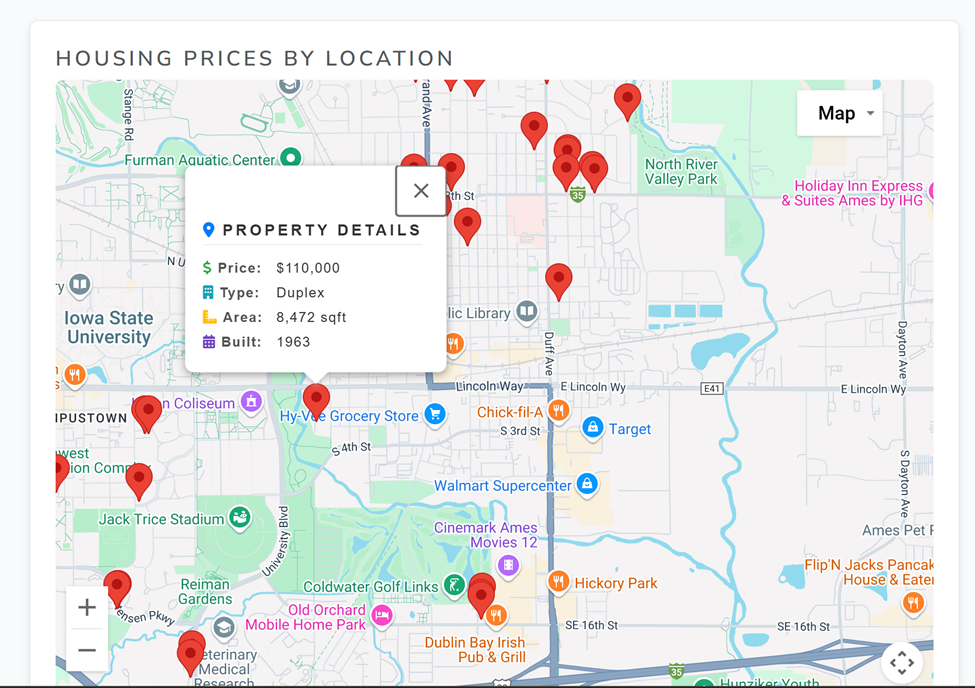 HOUSING PRICES BY LOCATION
Stange Rd
rand Ave
Map
Furman Aquatic Center
North River
Valley Park
Holiday Inn Express
& Suites Ames by IHG
35
8th St
PROPERTY DETAILS
Price: $110,000
Type: Duplex
Area: 8,472 sqft
Built: 1963
N U
ry
Iowa State
University
lic Library
Duff Ave
Dayton Ave
Lincoln Way
E Lincoln Wy
E41
E Lincoln Wy
n Coliseum
IPUSTOWN
Hy-Vee Grocery Store
Chick-fil-A
S 3rd St
Target
S 4th St
west
ion Comp
Walmart Supercenter
S Dayton Ave
Jack Trice Stadium
University Blvd
Cinemark Ames
Movies 12
Ames Pet R
Reiman
Gardens
Coldwater Golf Links
Hickory Park
Flip'N Jacks Pancak
House & Eater
ensen Pkwy
Old Orchard
Mobile Home Park
SE 16th St
SE 16th St
Dublin Bay Irish
Pub & Grill
eterinary
Medical
Research
35
Hunziker Youth